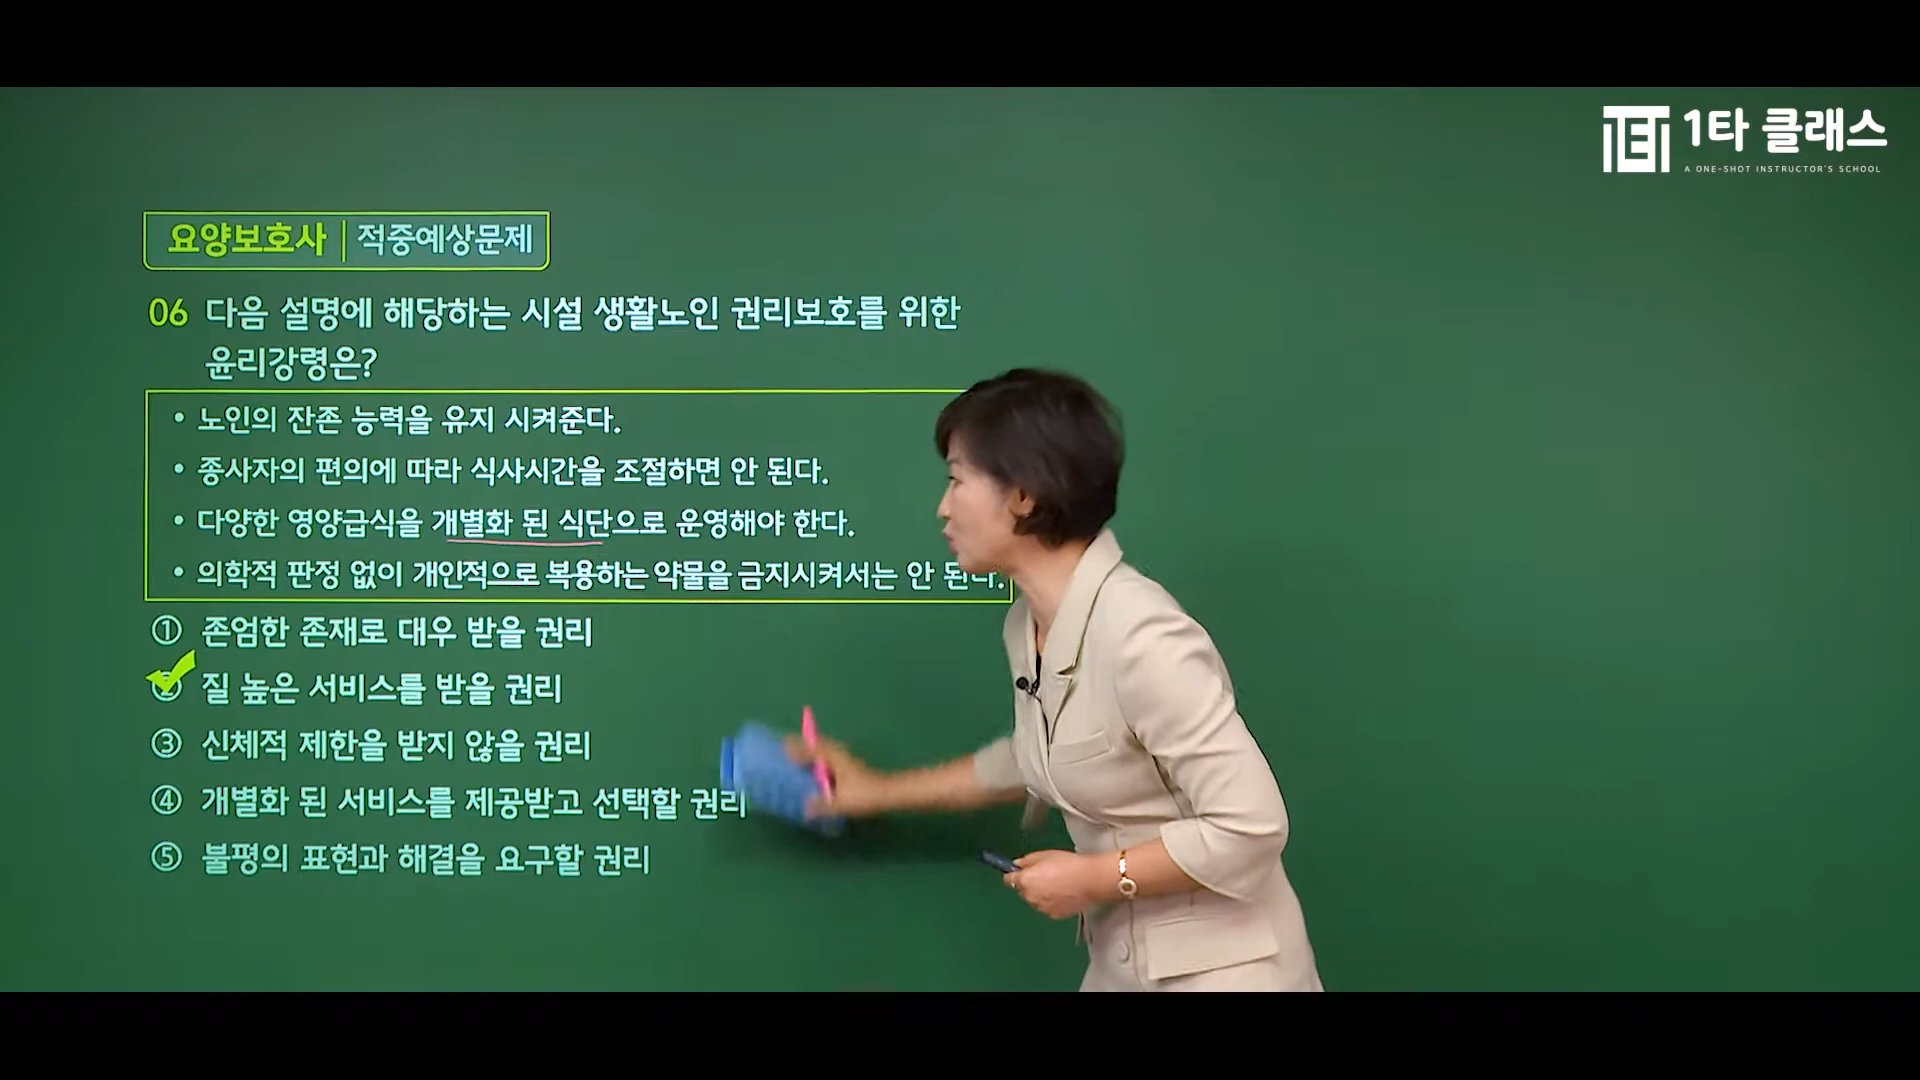 1타 클래스
A ONE-SHOT INSTRUCTOR'S SCHOOL
요양보호사 | 적중예상문제
06 다음 설명에 해당하는 시설 생활노인 권리보호를 위한
윤리강령은?
• 노인의 잔존 능력을 유지 시켜준다.
• 종사자의 편의에 따라 식사시간을 조절하면 안 된다.
• 다양한 영양급식을 개별화 된 식단으로 운영해야 한다.
• 의학적 판정 없이 개인적으로 복용하는 약물을 금지시켜서는 안 된다.
① 존엄한 존재로 대우 받을 권리
② 질 높은 서비스를 받을 권리
③ 신체적 제한을 받지 않을 권리
④ 개별화 된 서비스를 제공받고 선택할 권리
⑤ 불평의 표현과 해결을 요구할 권리